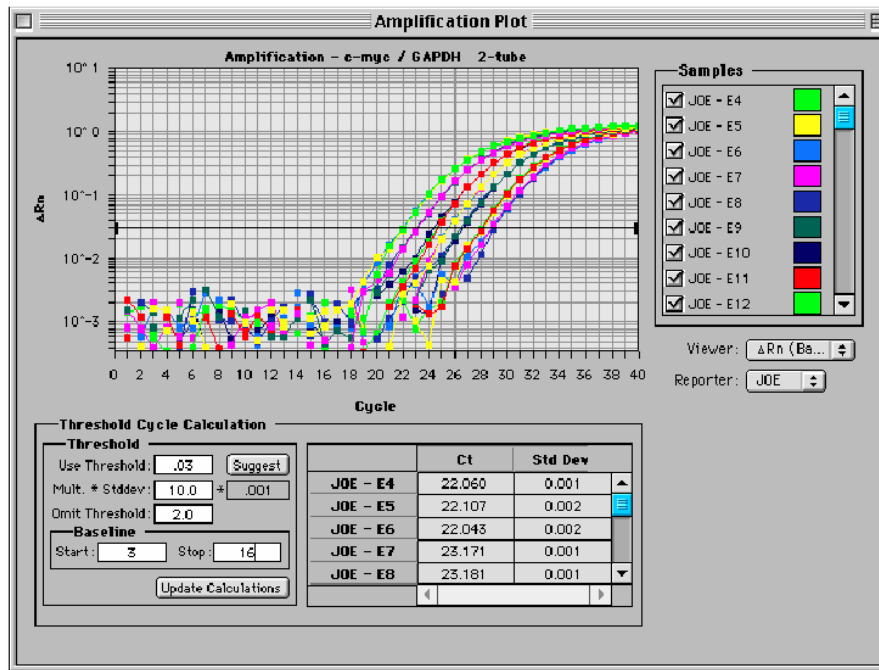 Amplification Plot
Amplification - c-myc / GAPDH 2-tube
10^1
10^0
10^-1
10^-2
10^-3
ΔRn
0 2 4 6 8 10 12 14 16 18 20 22 24 26 28 30 32 34 36 38 40
Cycle
Samples
JOE - E4
JOE - E5
JOE - E6
JOE - E7
JOE - E8
JOE - E9
JOE - E10
JOE - E11
JOE - E12
Viewer: ΔRn (Ba...
Reporter: JOE
Threshold Cycle Calculation
Threshold
Use Threshold: .03 Suggest
Mult. * Stddev: 10.0 * .001
Omit Threshold: 2.0
Baseline
Start: 3 Stop: 16
Update Calculations
Ct Std Dev
JOE - E4 22.060 0.001
JOE - E5 22.107 0.002
JOE - E6 22.043 0.002
JOE - E7 23.171 0.001
JOE - E8 23.181 0.001